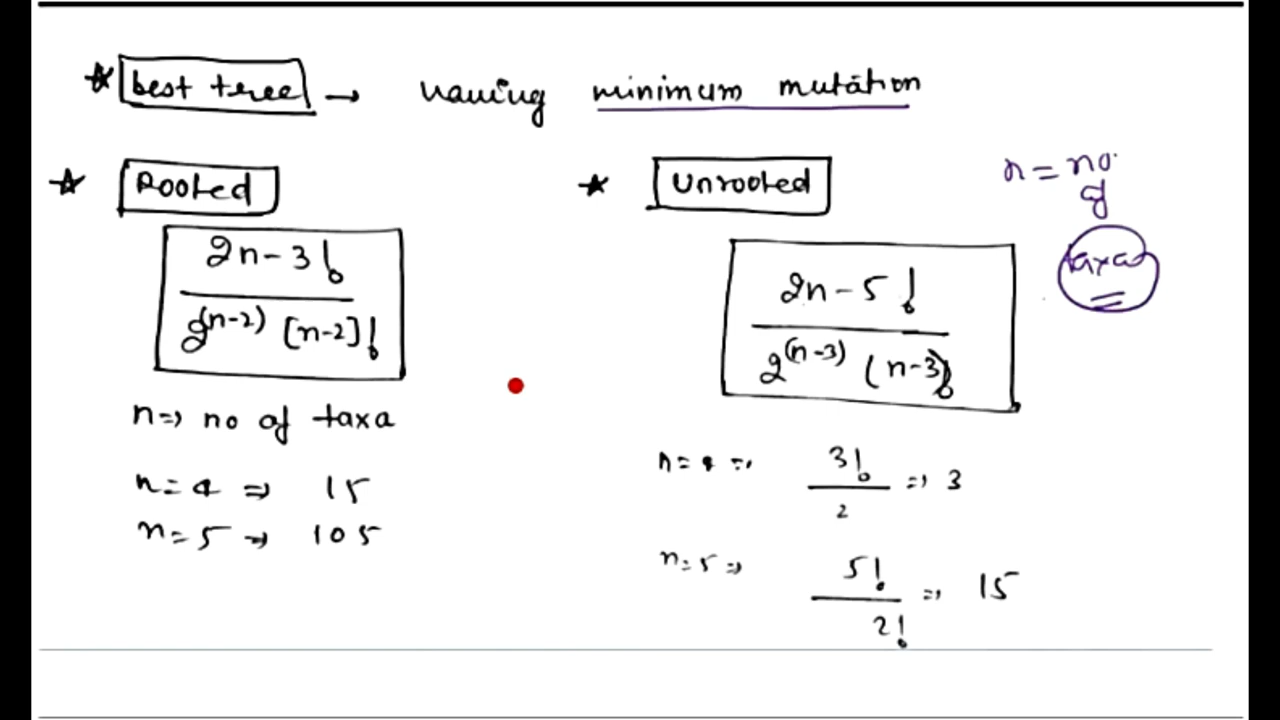 best tree → having minimum mutation
Rooted
2n-3!
2^(n-2) [n-2]!
n=> no of taxa
n=4 => 15
n=5 → 105
Unrooted
n = no. of taxa
2n-5!
2^(n-3) (n-3)!
n=4 => 3!/2 => 3
n=5 => 5!/2! => 15